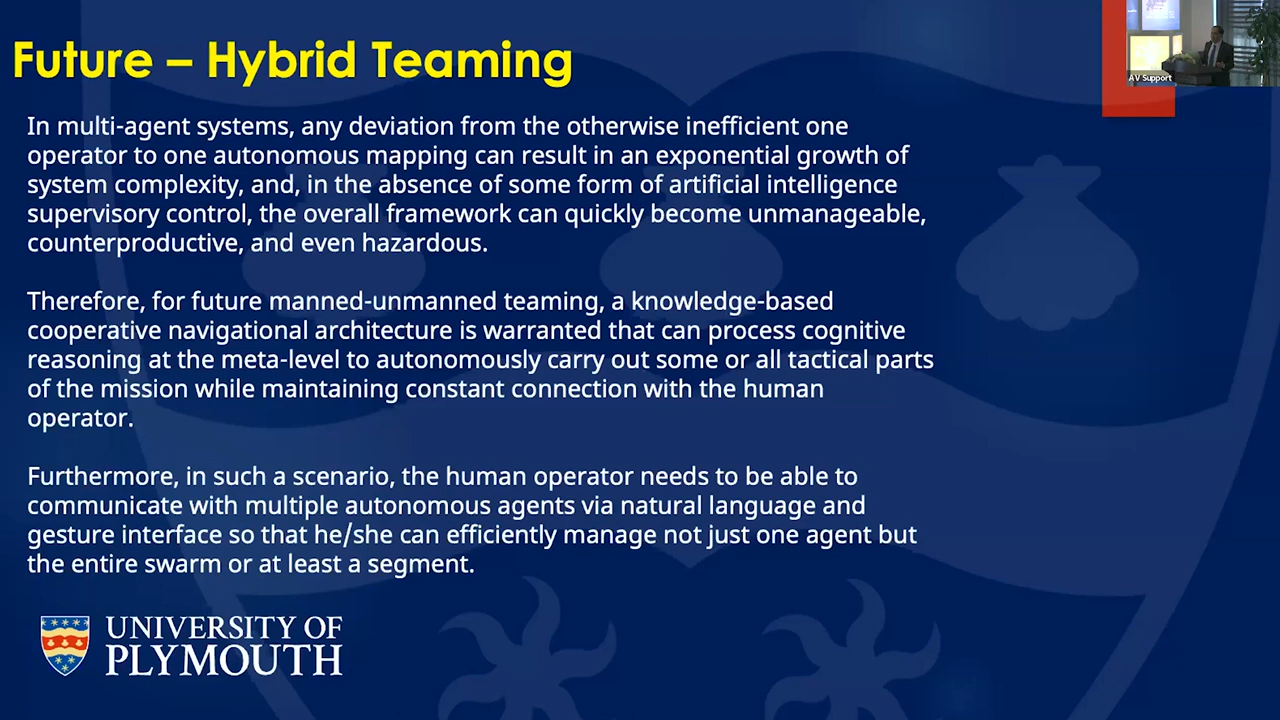 Future – Hybrid Teaming
In multi-agent systems, any deviation from the otherwise inefficient one
operator to one autonomous mapping can result in an exponential growth of
system complexity, and, in the absence of some form of artificial intelligence
supervisory control, the overall framework can quickly become unmanageable,
counterproductive, and even hazardous.
Therefore, for future manned-unmanned teaming, a knowledge-based
cooperative navigational architecture is warranted that can process cognitive
reasoning at the meta-level to autonomously carry out some or all tactical parts
of the mission while maintaining constant connection with the human
operator.
Furthermore, in such a scenario, the human operator needs to be able to
communicate with multiple autonomous agents via natural language and
gesture interface so that he/she can efficiently manage not just one agent but
the entire swarm or at least a segment.
UNIVERSITY OF
PLYMOUTH
AV Support